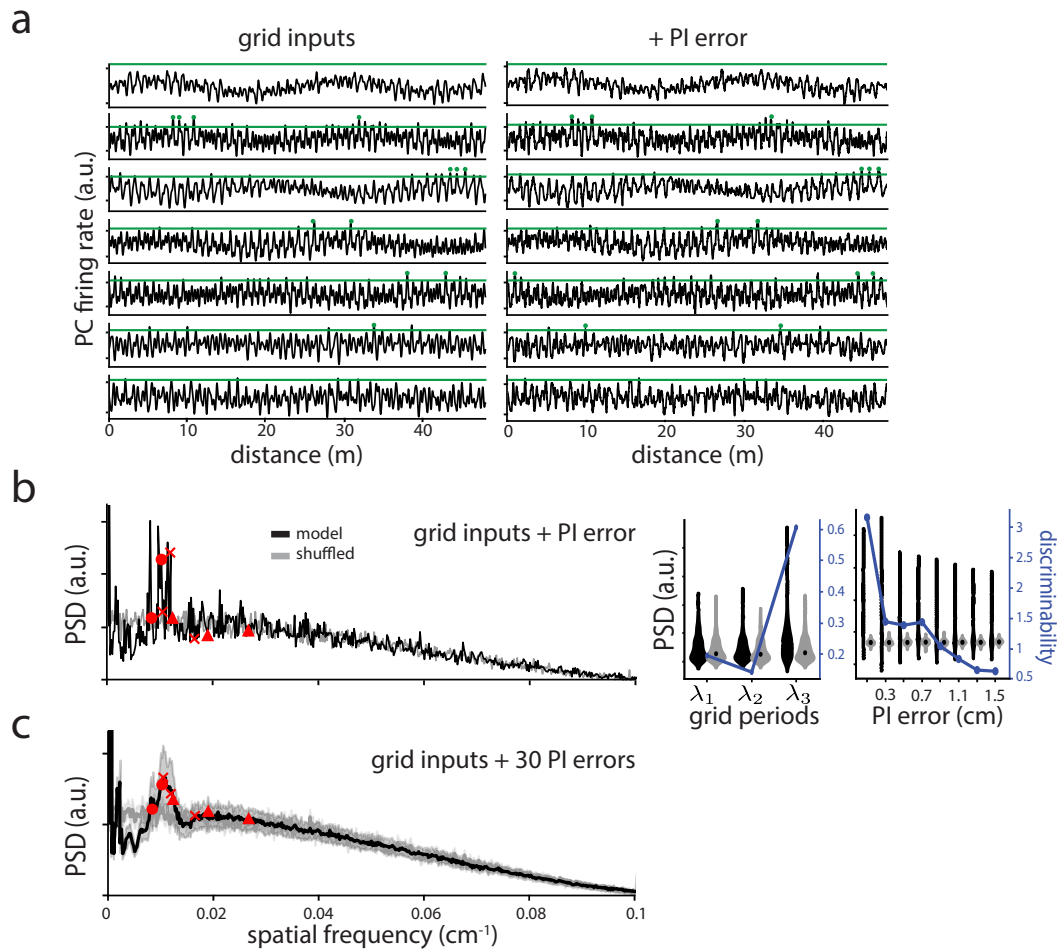 a
grid inputs
+ PI error
PC firing rate (a.u.)
0 10 20 30 40
distance (m)
0 10 20 30 40
distance (m)
b
PSD (a.u.)
model
shuffled
grid inputs + PI error
PSD (a.u.)
0.6
0.5
0.4
0.3
0.2
λ1 λ2 λ3
grid periods
3
2.5
2
1.5
1
0.5
discriminability
0.3 0.7 1.1 1.5
PI error (cm)
c
PSD (a.u.)
grid inputs + 30 PI errors
0 0.02 0.04 0.06 0.08 0.1
spatial frequency (cm-1)